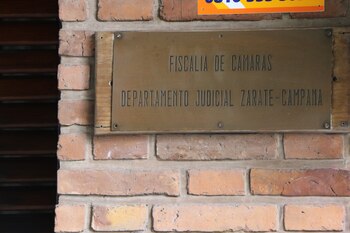 FISCALIA DE CAMARAS
DEPARTAMENTO JUDICIAL ZARATE-CAMPANA